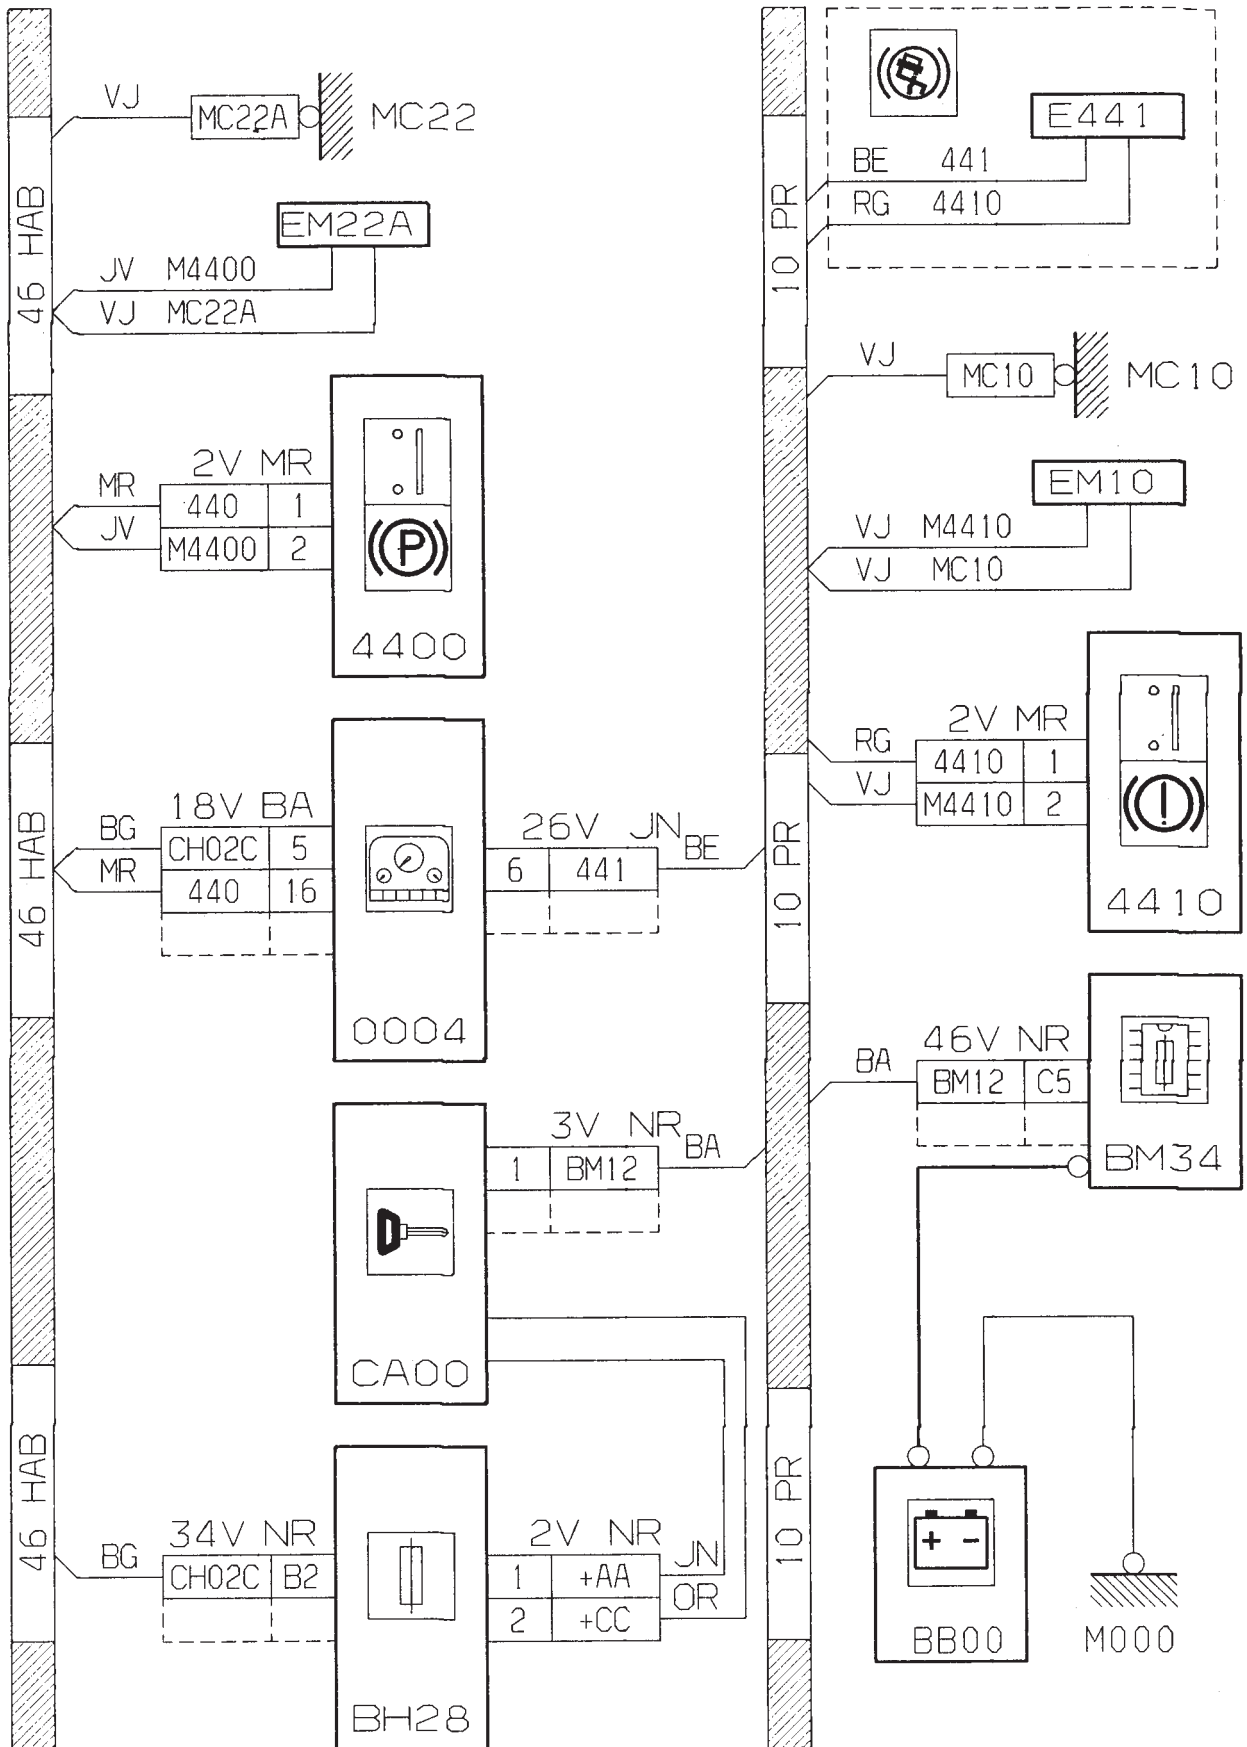 VJ
MC22A
MC22
46 HAB
EM22A
JV M4400
VJ MC22A
2V MR
MR
440 1
JV
M4400 2
P
4400
46 HAB
18V BA
BG
CH02C 5
MR
440 16
26V JN
BE
6 441
0004
3V NR
BA
1 BM12
CA00
46 HAB
34V NR
BG
CH02C B2
2V NR
JN
1 +AA
OR
2 +CC
BH28
10 PR
E441
BE 441
RG 4410
VJ
MC10
MC10
EM10
VJ M4410
VJ MC10
10 PR
2V MR
RG
4410 1
VJ
M4410 2
!
4410
46V NR
BA
BM12 C5
BM34
10 PR
+ -
BB00
M000